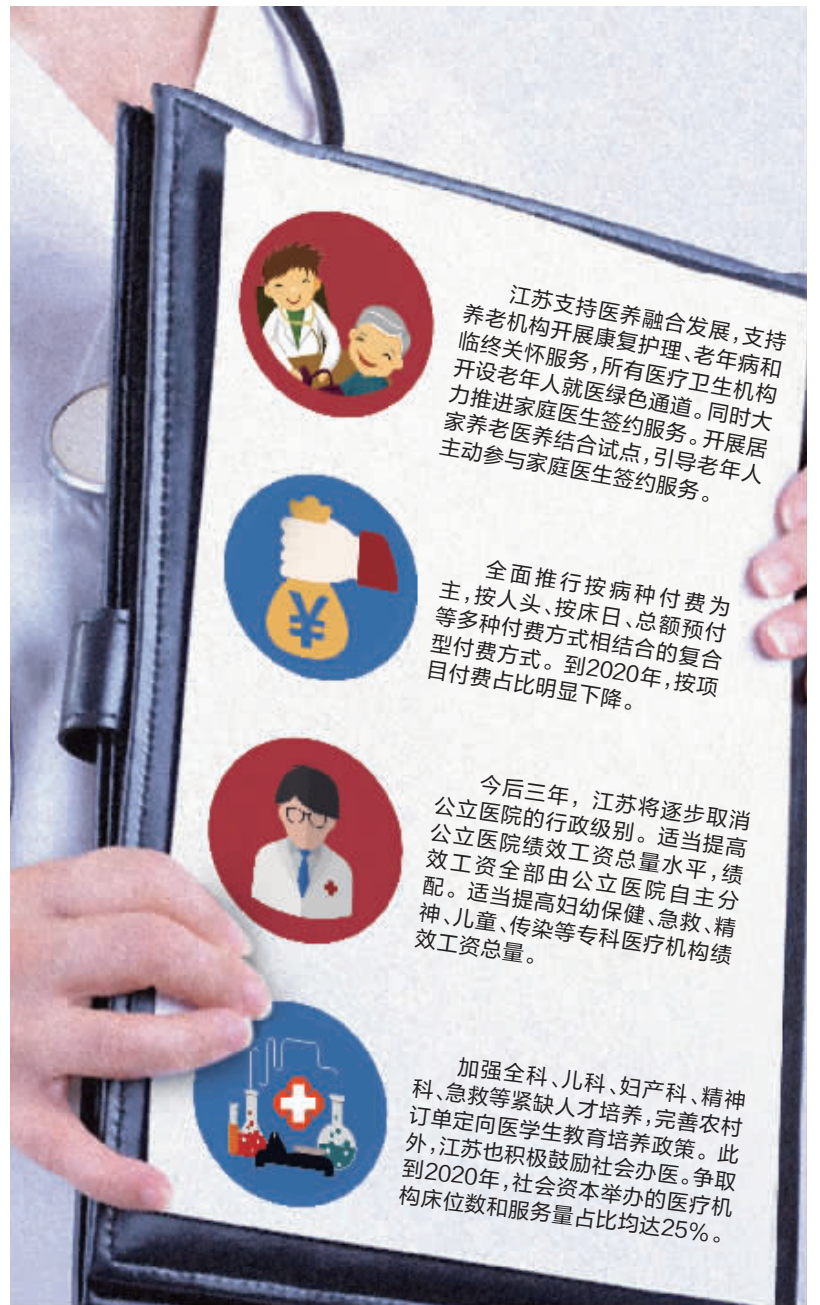 江苏支持医养融合发展,支持
养老机构开展康复护理、老年病和
临终关怀服务,所有医疗卫生机构
开设老年人就医绿色通道。同时大
力推进家庭医生签约服务。开展居
家养老医养结合试点,引导老年人
主动参与家庭医生签约服务。
¥
全面推行按病种付费为
主,按人头、按床日、总额预付
等多种付费方式相结合的复合
型付费方式。到2020年,按项
目付费占比明显下降。
今后三年,江苏将逐步取消
公立医院的行政级别。适当提高
公立医院绩效工资总量水平,绩
效工资全部由公立医院自主分
配。适当提高妇幼保健、急救、精
神、儿童、传染等专科医疗机构绩
效工资总量。
加强全科、儿科、妇产科、精神
科、急救等紧缺人才培养,完善农村
订单定向医学生教育培养政策。此
外,江苏也积极鼓励社会办医。争取
到2020年,社会资本举办的医疗机
构床位数和服务量占比均达25%。